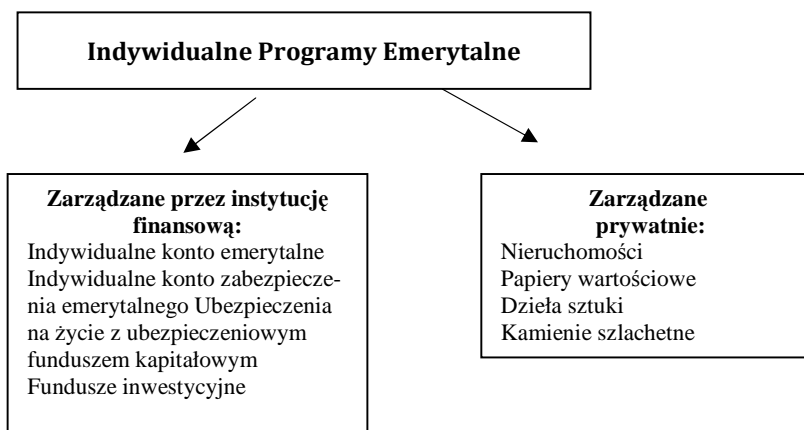 Indywidualne Programy Emerytalne
Zarządzane przez instytucję
finansową:
Indywidualne konto emerytalne
Indywidualne konto zabezpiecze-
nia emerytalnego Ubezpieczenia
na życie z ubezpieczeniowym
funduszem kapitałowym
Fundusze inwestycyjne
Zarządzane
prywatnie:
Nieruchomości
Papiery wartościowe
Dzieła sztuki
Kamienie szlachetne